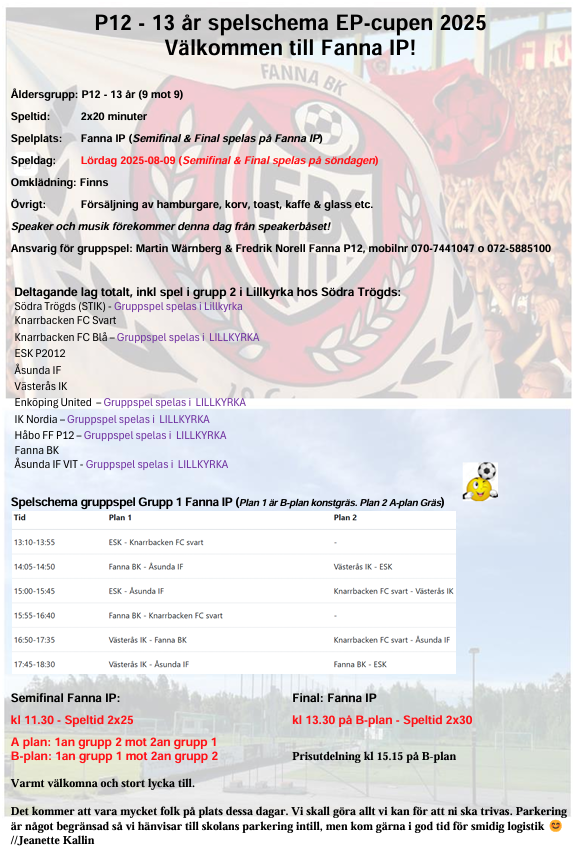 P12 - 13 år spelschema EP-cupen 2025
Välkommen till Fanna IP!
FANNA BK
FBK
Åldersgrupp: P12 - 13 år (9 mot 9)
Speltid: 2x20 minuter
Spelplats: Fanna IP (Semifinal & Final spelas på Fanna IP)
Speldag: Lördag 2025-08-09 (Semifinal & Final spelas på söndagen)
Omklädning: Finns
Övrigt: Försäljning av hamburgare, korv, toast, kaffe & glass etc.
Speaker och musik förekommer denna dag från speakerbåset!
Ansvarig för gruppspel: Martin Wärnberg & Fredrik Norell Fanna P12, mobilnr 070-7441047 o 072-5885100
Deltagande lag totalt, inkl spel i grupp 2 i Lillkyrka hos Södra Trögds:
Södra Trögds (STIK) - Gruppspel spelas i Lillkyrka
Knarrbacken FC Svart
Knarrbacken FC Blå – Gruppspel spelas i LILLKYRKA
ESK P2012
Åsunda IF
Västerås IK
Enköping United – Gruppspel spelas i LILLKYRKA
IK Nordia – Gruppspel spelas i LILLKYRKA
Håbo FF P12 – Gruppspel spelas i LILLKYRKA
Fanna BK
Åsunda IF VIT - Gruppspel spelas i LILLKYRKA
Spelschema gruppspel Grupp 1 Fanna IP (Plan 1 är B-plan konstgräs. Plan 2 A-plan Gräs)
Tid Plan 1 Plan 2
13:10-13:55 ESK - Knarrbacken FC svart -
14:05-14:50 Fanna BK - Åsunda IF Västerås IK - ESK
15:00-15:45 ESK - Åsunda IF Knarrbacken FC svart - Västerås IK
15:55-16:40 Fanna BK - Knarrbacken FC svart -
16:50-17:35 Västerås IK - Fanna BK Knarrbacken FC svart - Åsunda IF
17:45-18:30 Västerås IK - Åsunda IF Fanna BK - ESK
Semifinal Fanna IP: Final: Fanna IP
kl 11.30 - Speltid 2x25 kl 13.30 på B-plan - Speltid 2x30
A plan: 1an grupp 2 mot 2an grupp 1
B-plan: 1an grupp 1 mot 2an grupp 2 Prisutdelning kl 15.15 på B-plan
Varmt välkomna och stort lycka till.
Det kommer att vara mycket folk på plats dessa dagar. Vi skall göra allt vi kan för att ni ska trivas. Parkering
är något begränsad så vi hänvisar till skolans parkering intill, men kom gärna i god tid för smidig logistik 😊
//Jeanette Kallin